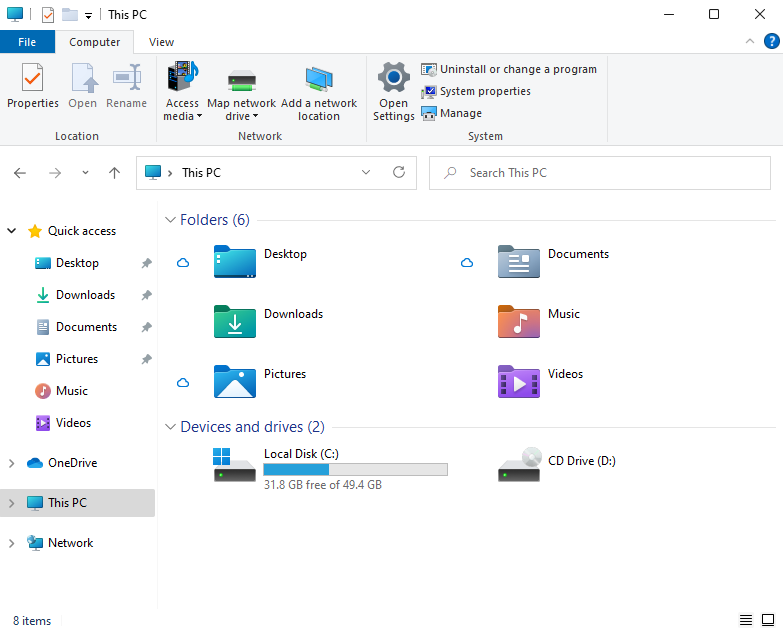 This PC
File
Computer
View
Properties
Open
Rename
Access media
Map network drive
Add a network location
Open Settings
Uninstall or change a program
System properties
Manage
Location
Network
System
This PC
Search This PC
Quick access
Desktop
Downloads
Documents
Pictures
Music
Videos
OneDrive
This PC
Network
Folders (6)
Desktop
Documents
Downloads
Music
Pictures
Videos
Devices and drives (2)
Local Disk (C:)
31.8 GB free of 49.4 GB
CD Drive (D:)
8 items